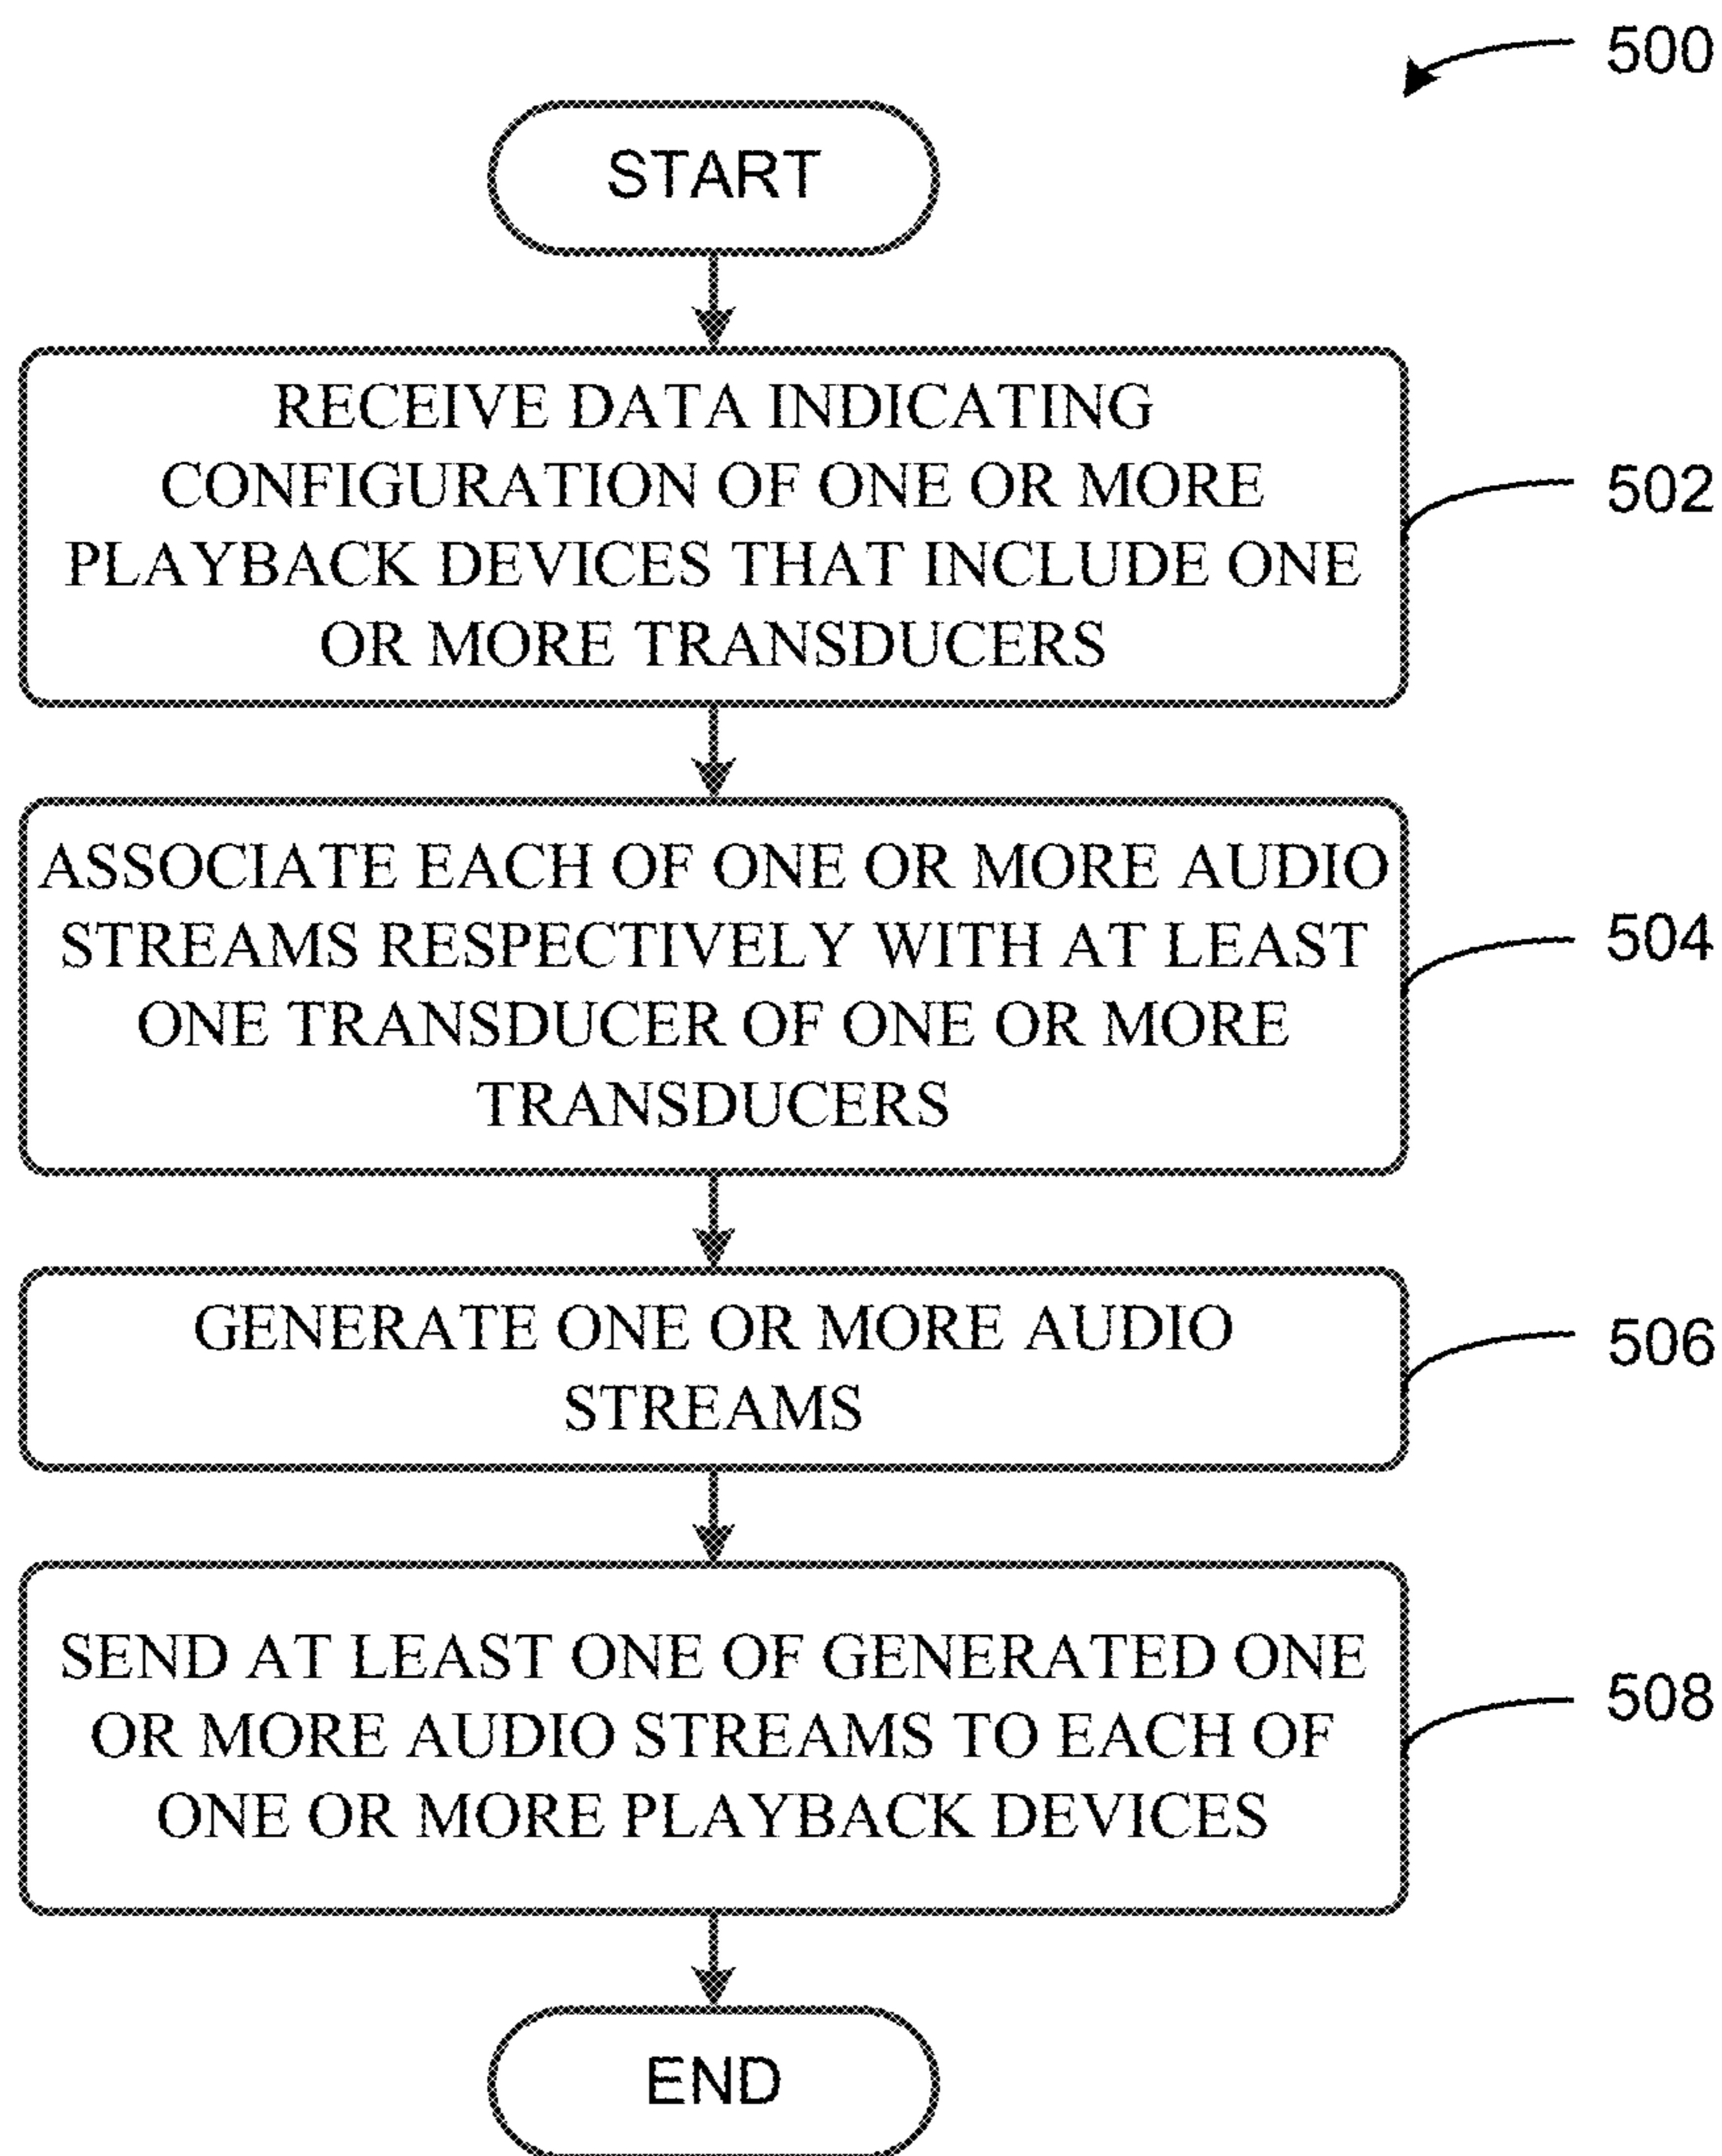 500
START
RECEIVE DATA INDICATING
CONFIGURATION OF ONE OR MORE
PLAYBACK DEVICES THAT INCLUDE ONE
OR MORE TRANSDUCERS
502
ASSOCIATE EACH OF ONE OR MORE AUDIO
STREAMS RESPECTIVELY WITH AT LEAST
ONE TRANSDUCER OF ONE OR MORE
TRANSDUCERS
504
GENERATE ONE OR MORE AUDIO
STREAMS
506
SEND AT LEAST ONE OF GENERATED ONE
OR MORE AUDIO STREAMS TO EACH OF
ONE OR MORE PLAYBACK DEVICES
508
END